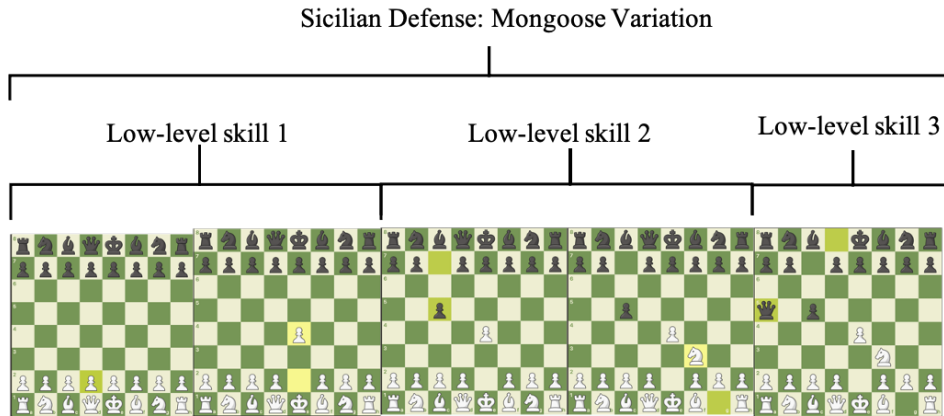 Sicilian Defense: Mongoose Variation
Low-level skill 1
Low-level skill 2
Low-level skill 3